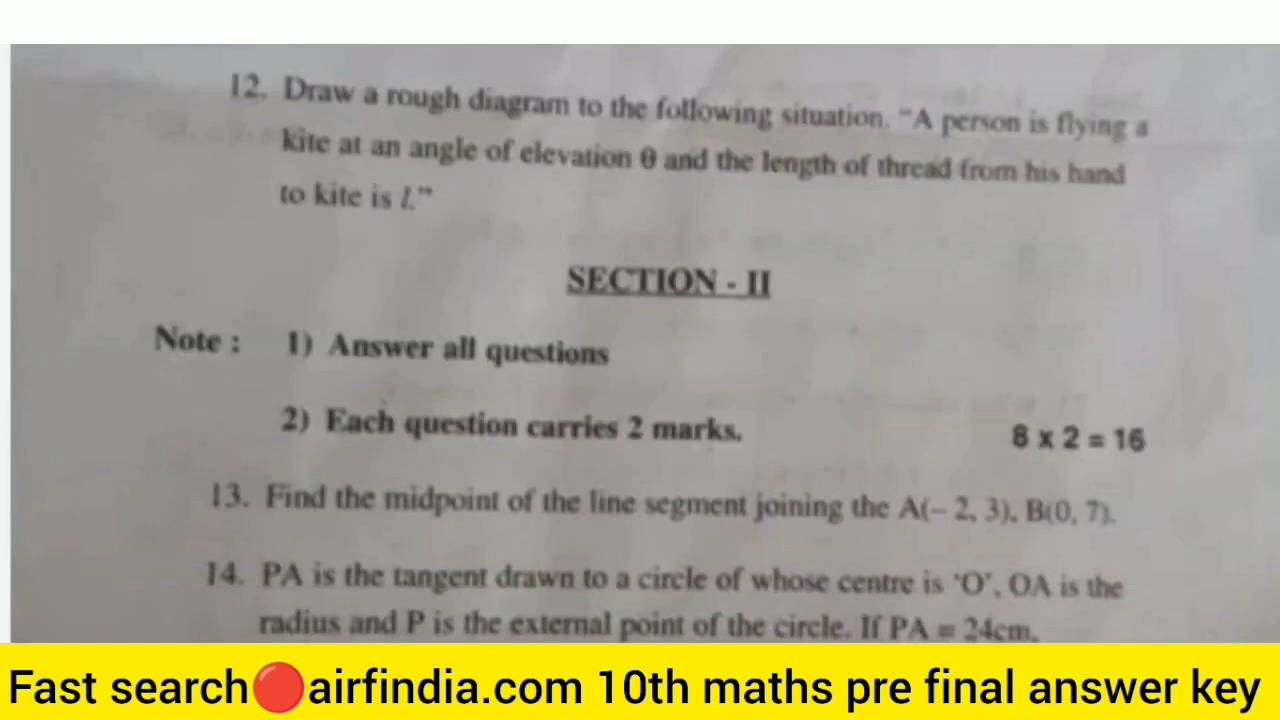 12. Draw a rough diagram to the following situation. "A person is flying a
kite at an angle of elevation θ and the length of thread from his hand
to kite is l."
SECTION - II
Note : 1) Answer all questions
2) Each question carries 2 marks.
8 x 2 = 16
13. Find the midpoint of the line segment joining the A(– 2, 3), B(0, 7).
14. PA is the tangent drawn to a circle of whose centre is 'O', OA is the
radius and P is the external point of the circle. If PA = 24cm,
Fast search🔴airfindia.com 10th maths pre final answer key